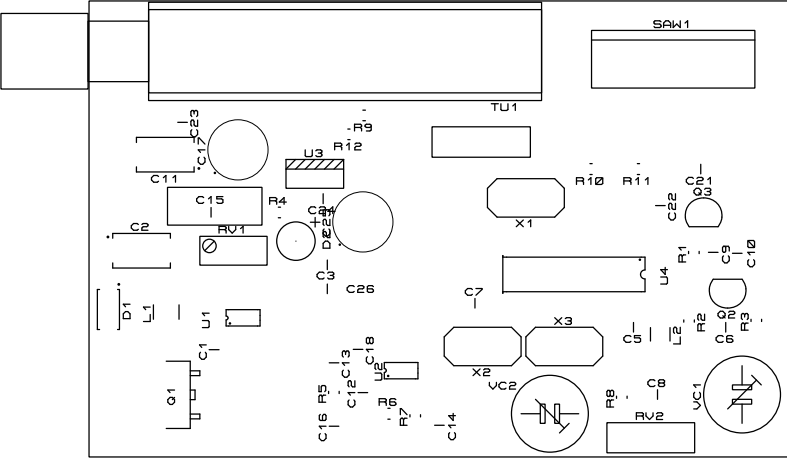 SAW1
TU1
C23
R9
R12
C17
U3
C11
R10
R11
C21
Q3
C15
R4
C24
C22
X1
C2
RV1
D2
R1
C9
C10
C3
U4
C26
C7
D1
L1
U1
X3
C5
L2
R2
Q2
R3
C6
C1
C13
C18
U2
X2
VC2
Q1
R5
C12
R6
R7
C16
C14
R8
C8
VC1
RV2